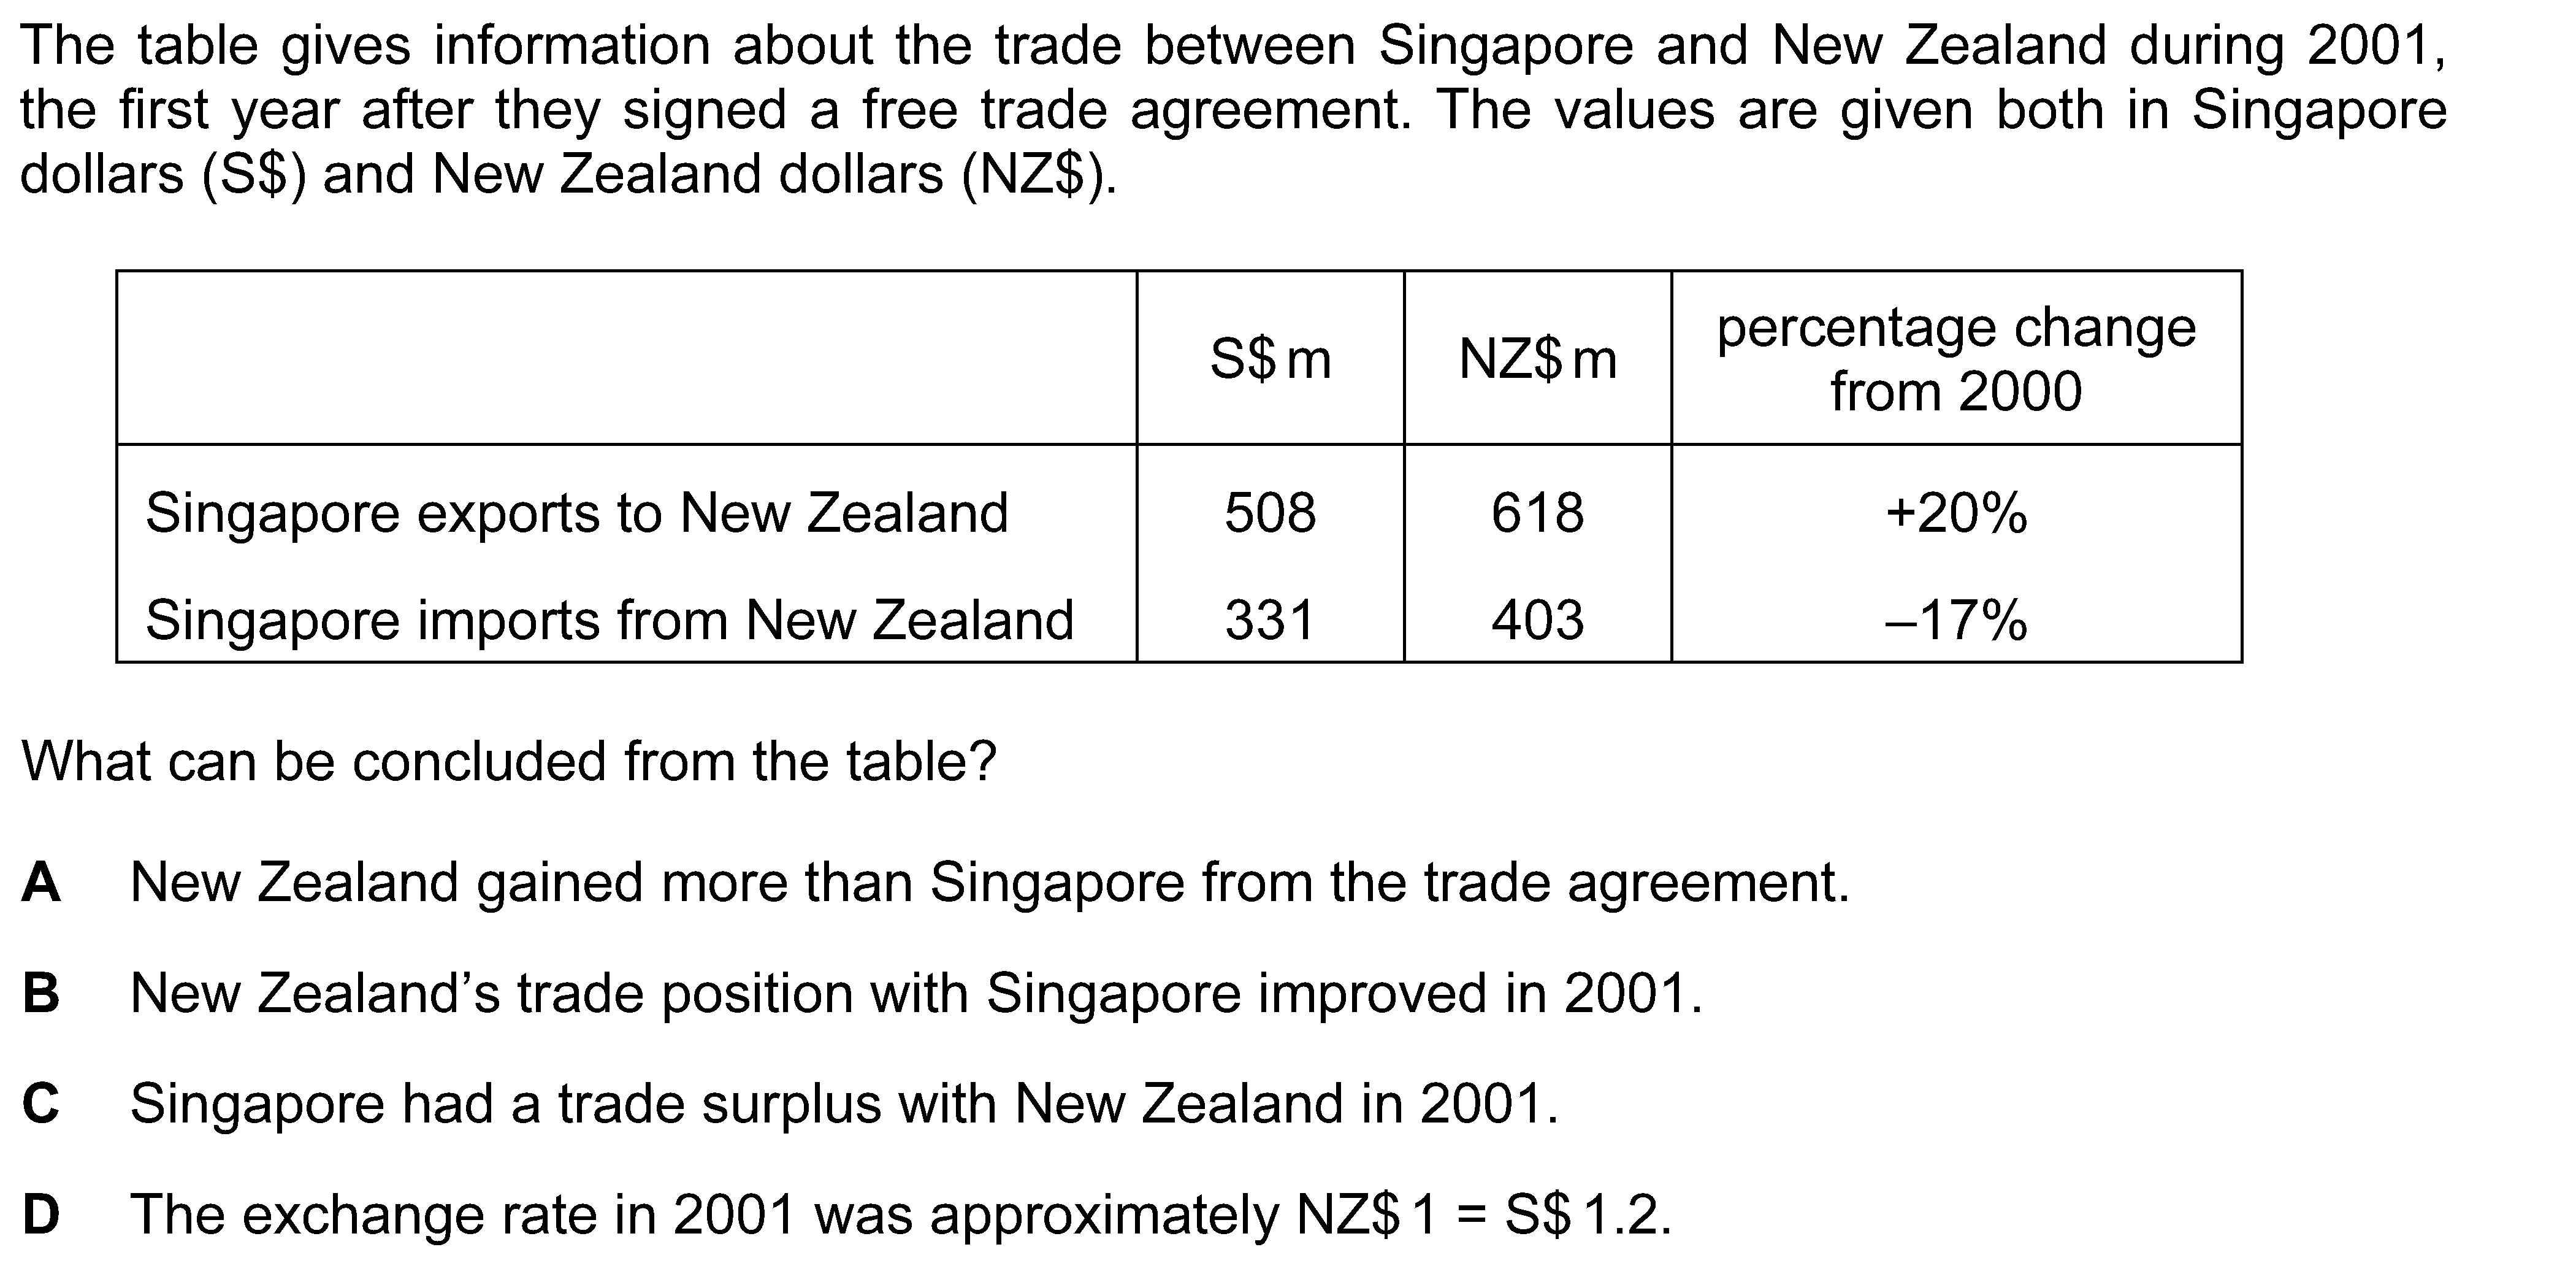 The table gives information about the trade between Singapore and New Zealand during 2001,
the first year after they signed a free trade agreement. The values are given both in Singapore
dollars (S$) and New Zealand dollars (NZ$).
S$ m NZ$ m percentage change
from 2000
Singapore exports to New Zealand 508 618 +20%
Singapore imports from New Zealand 331 403 –17%
What can be concluded from the table?
A New Zealand gained more than Singapore from the trade agreement.
B New Zealand’s trade position with Singapore improved in 2001.
C Singapore had a trade surplus with New Zealand in 2001.
D The exchange rate in 2001 was approximately NZ$ 1 = S$ 1.2.